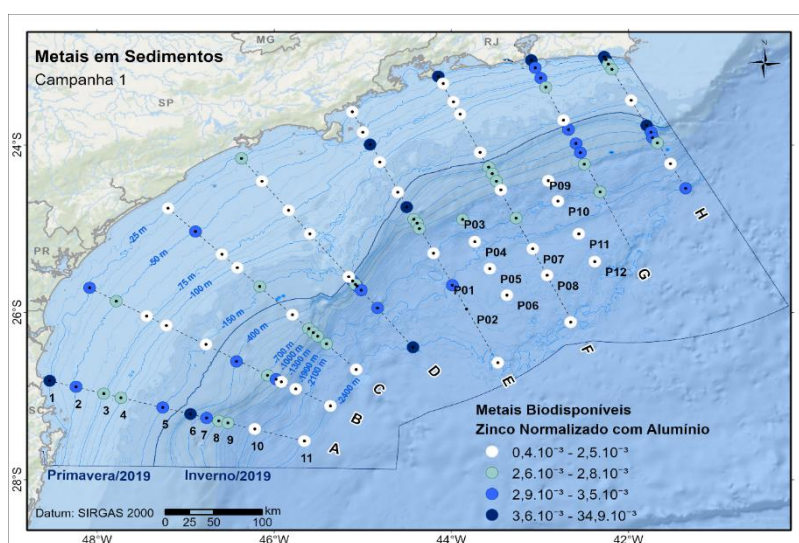 MG
RJ
Metais em Sedimentos
Campanha 1
SP
24°S
PR
26°S
SC
28°S
-25 m
-50 m
-75 m
-100 m
-150 m
-400 m
-700 m
-1000 m
-1300 m
-1900 m
-2100 m
-2400 m
P09
P10
P03
P11
P04
P07
P12
P05
P08
P01
P06
P02
H
G
F
E
D
C
B
A
1
2
3
4
5
6
7
8
9
10
11
Metais Biodisponíveis
Zinco Normalizado com Alumínio
0,4.10⁻³ - 2,5.10⁻³
2,6.10⁻³ - 2,8.10⁻³
2,9.10⁻³ - 3,5.10⁻³
3,6.10⁻³ - 34,9.10⁻³
Primavera/2019 Inverno/2019
Datum: SIRGAS 2000
km
0 25 50 100
48°W 46°W 44°W 42°W